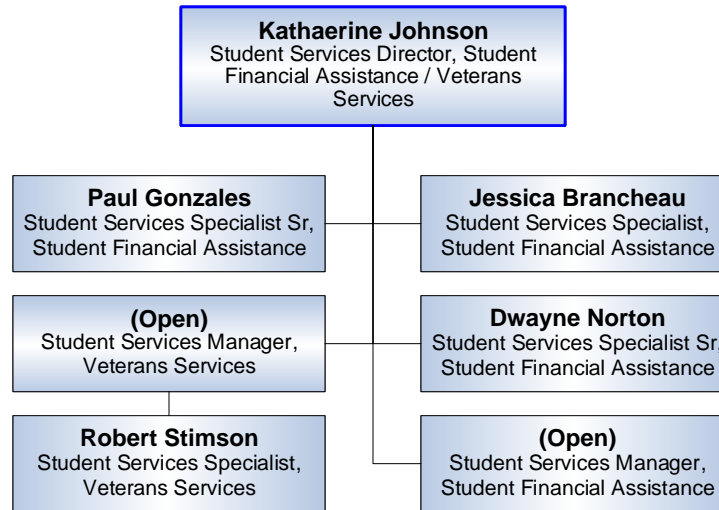 Kathaerine Johnson
Student Services Director, Student
Financial Assistance / Veterans
Services
Paul Gonzales
Student Services Specialist Sr,
Student Financial Assistance
Jessica Brancheau
Student Services Specialist,
Student Financial Assistance
(Open)
Student Services Manager,
Veterans Services
Dwayne Norton
Student Services Specialist Sr,
Student Financial Assistance
Robert Stimson
Student Services Specialist,
Veterans Services
(Open)
Student Services Manager,
Student Financial Assistance